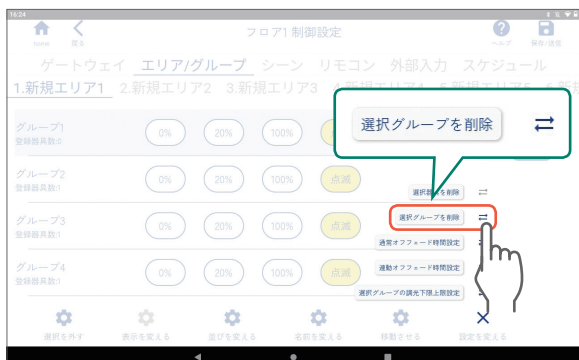 16:24
フロア1 制御設定
home 戻る ヘルプ 保存/送信
ゲートウェイ エリア/グループ シーン リモコン 外部入力 スケジュール
1.新規エリア1 2.新規エリア2 3.新規エリア3
選択グループを削除
グループ1
登録器具数:0
0% 20% 100%
グループ2
登録器具数:1
0% 20% 100% 点滅
選択器具を削除
グループ3
登録器具数:1
0% 20% 100% 点滅
選択グループを削除
通常オフフェード時間設定
グループ4
登録器具数:1
0% 20% 100% 点滅
連動オフフェード時間設定
選択グループの調光下限上限設定
選択を外す 表示を変える 並びを変える 名前を変える 移動させる 設定を変える